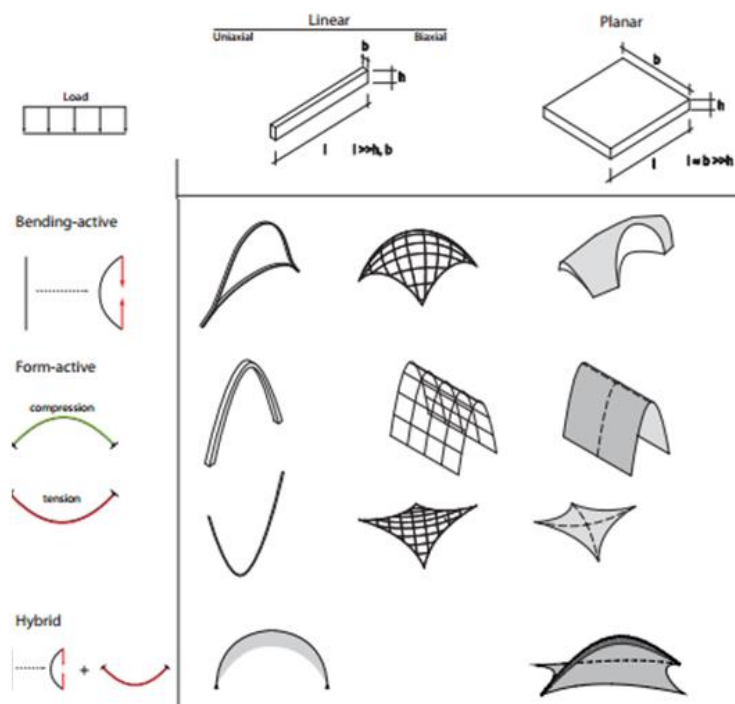 Linear
Planar
Uniaxial
Biaxial
b
h
l
l >>h, b
b
h
l
l = b >>h
Load
Bending-active
Form-active
compression
tension
Hybrid
+